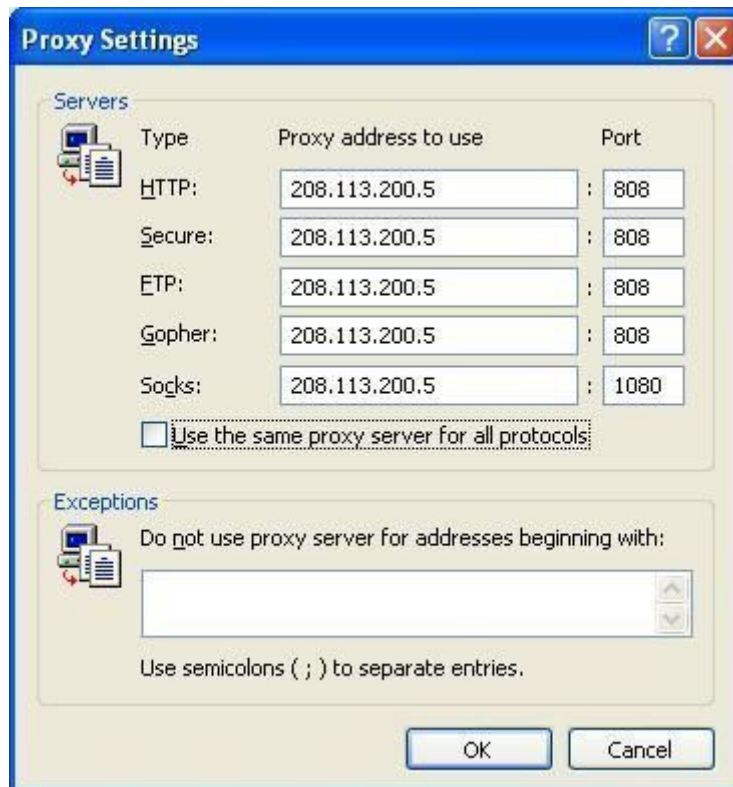 Proxy Settings
Servers
Type Proxy address to use Port
HTTP: 208.113.200.5 : 808
Secure: 208.113.200.5 : 808
FTP: 208.113.200.5 : 808
Gopher: 208.113.200.5 : 808
Socks: 208.113.200.5 : 1080
Use the same proxy server for all protocols
Exceptions
Do not use proxy server for addresses beginning with:
Use semicolons ( ; ) to separate entries.
OK Cancel